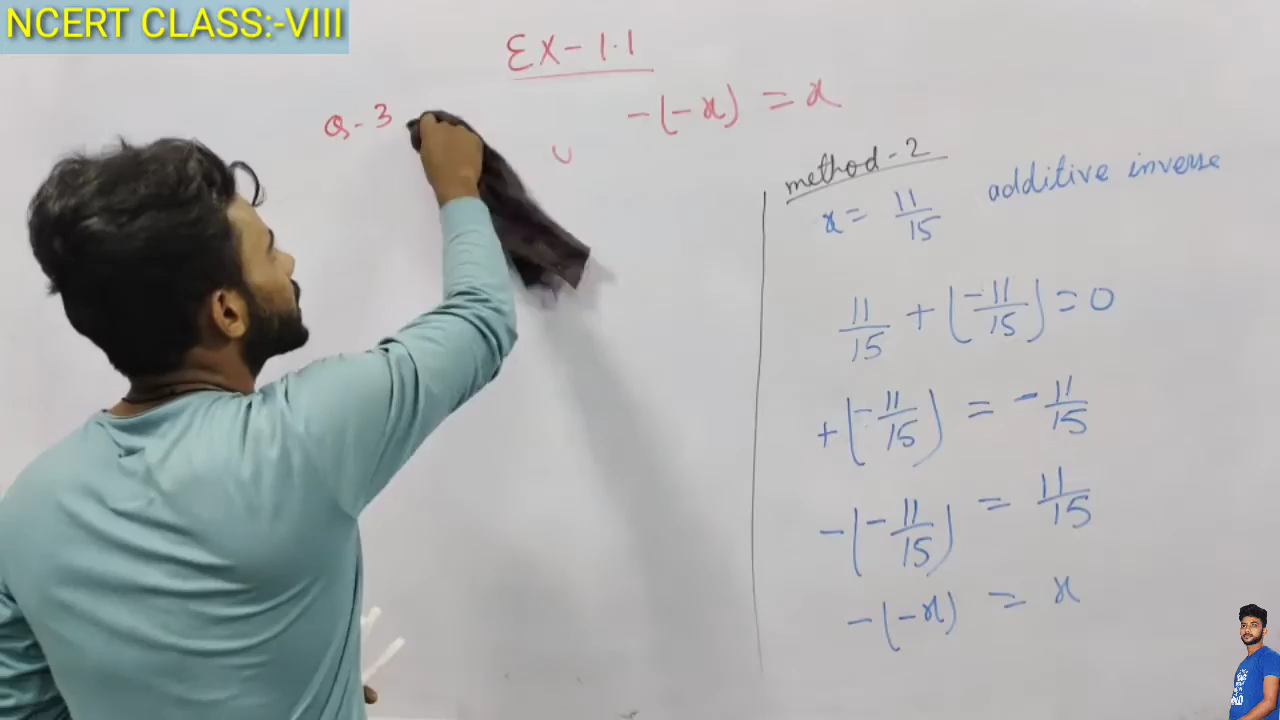 NCERT CLASS:-VIII
EX-1.1
Q-3
-(-x) = x
method-2
x = 11/15 additive inverse
11/15 + (-11/15) = 0
+(-11/15) = -11/15
-(-11/15) = 11/15
-(-x) = x